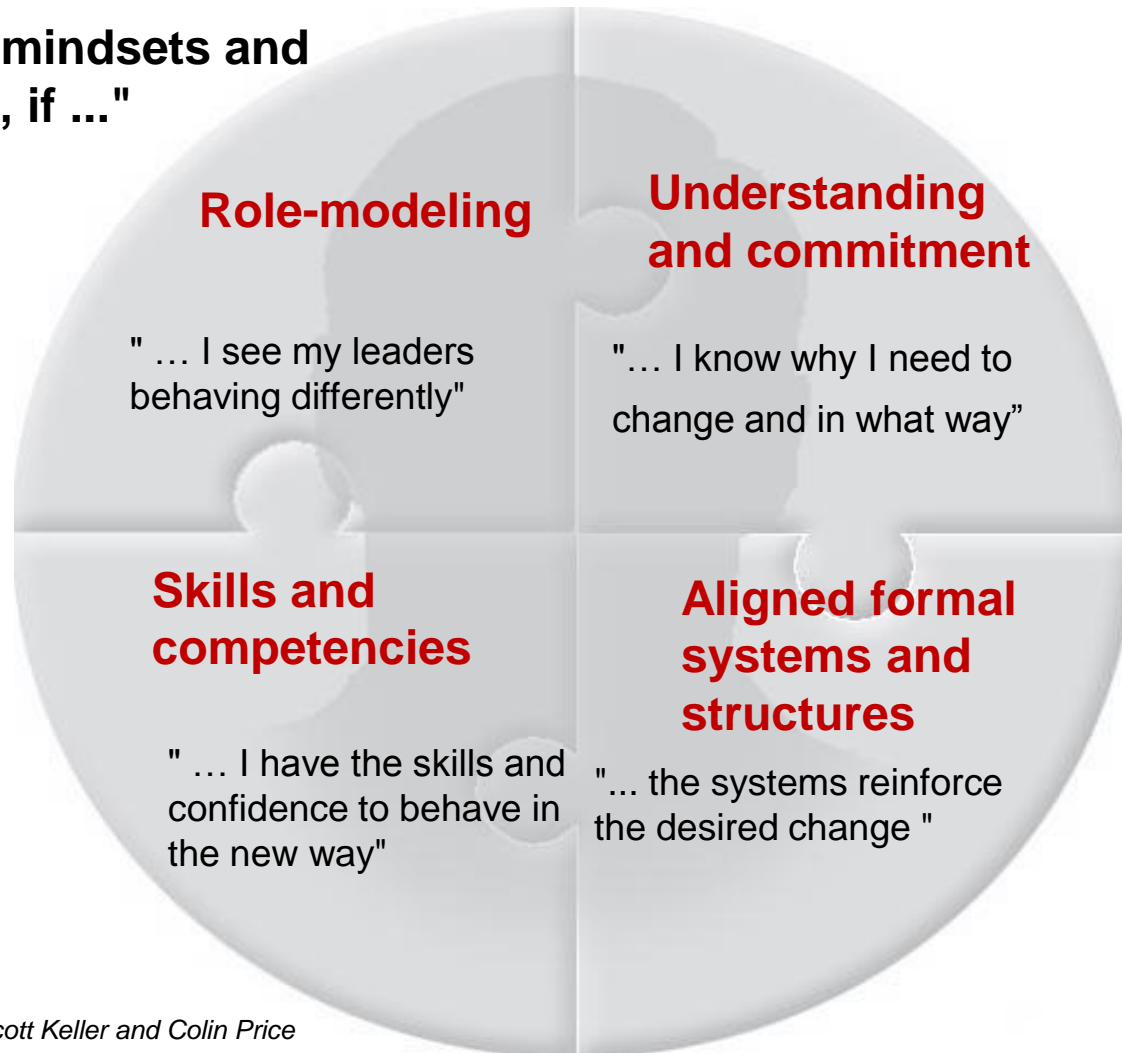 mindsets and
, if ..."
Role-modeling
" … I see my leaders
behaving differently"
Understanding
and commitment
"… I know why I need to
change and in what way”
Skills and
competencies
" … I have the skills and
confidence to behave in
the new way"
Aligned formal
systems and
structures
"... the systems reinforce
the desired change "
cott Keller and Colin Price